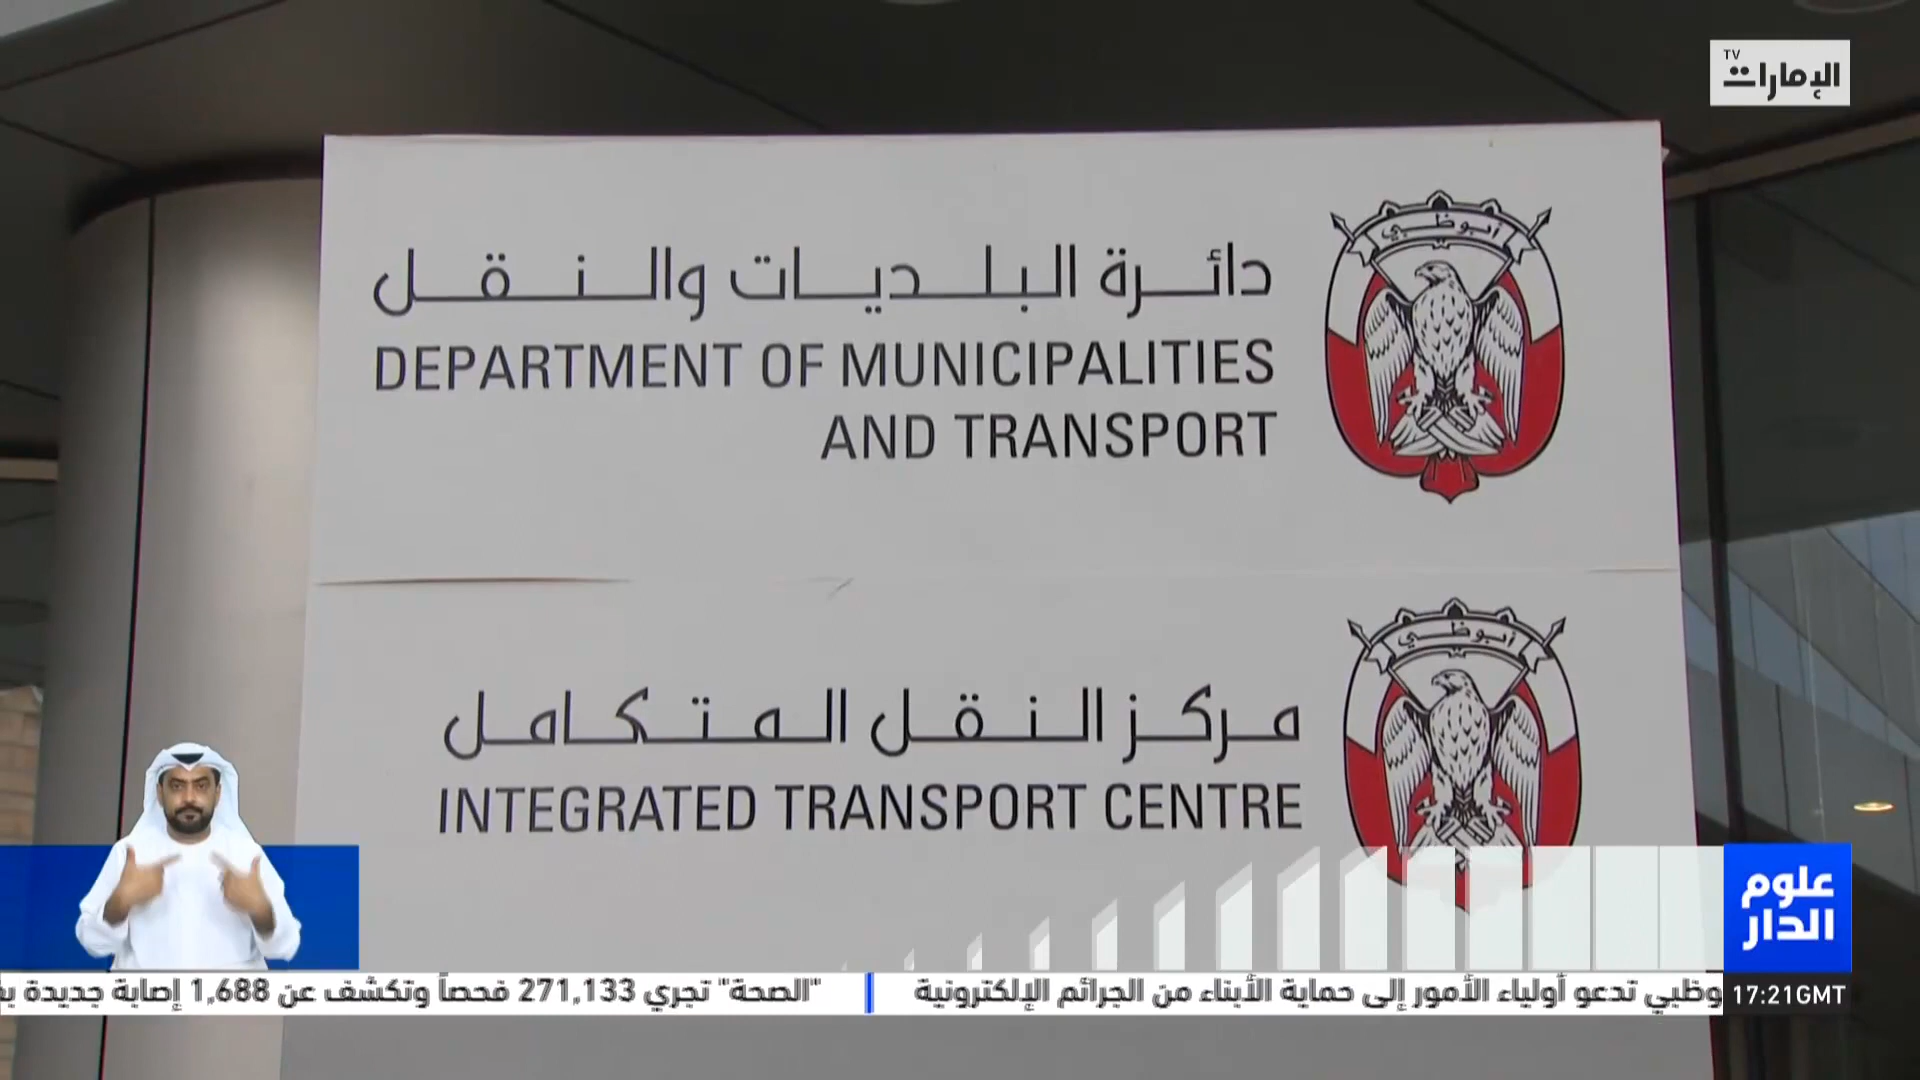 TV
الإمارات
أبوظبي
دائرة البلديات والنقل
DEPARTMENT OF MUNICIPALITIES
AND TRANSPORT
أبوظبي
مركز النقل المتكامل
INTEGRATED TRANSPORT CENTRE
علوم
الدار
وظبي تدعو أولياء الأمور إلى حماية الأبناء من الجرائم الإلكترونية
"الصحة" تجري 271,133 فحصاً وتكشف عن 1,688 إصابة جديدة
17:21GMT